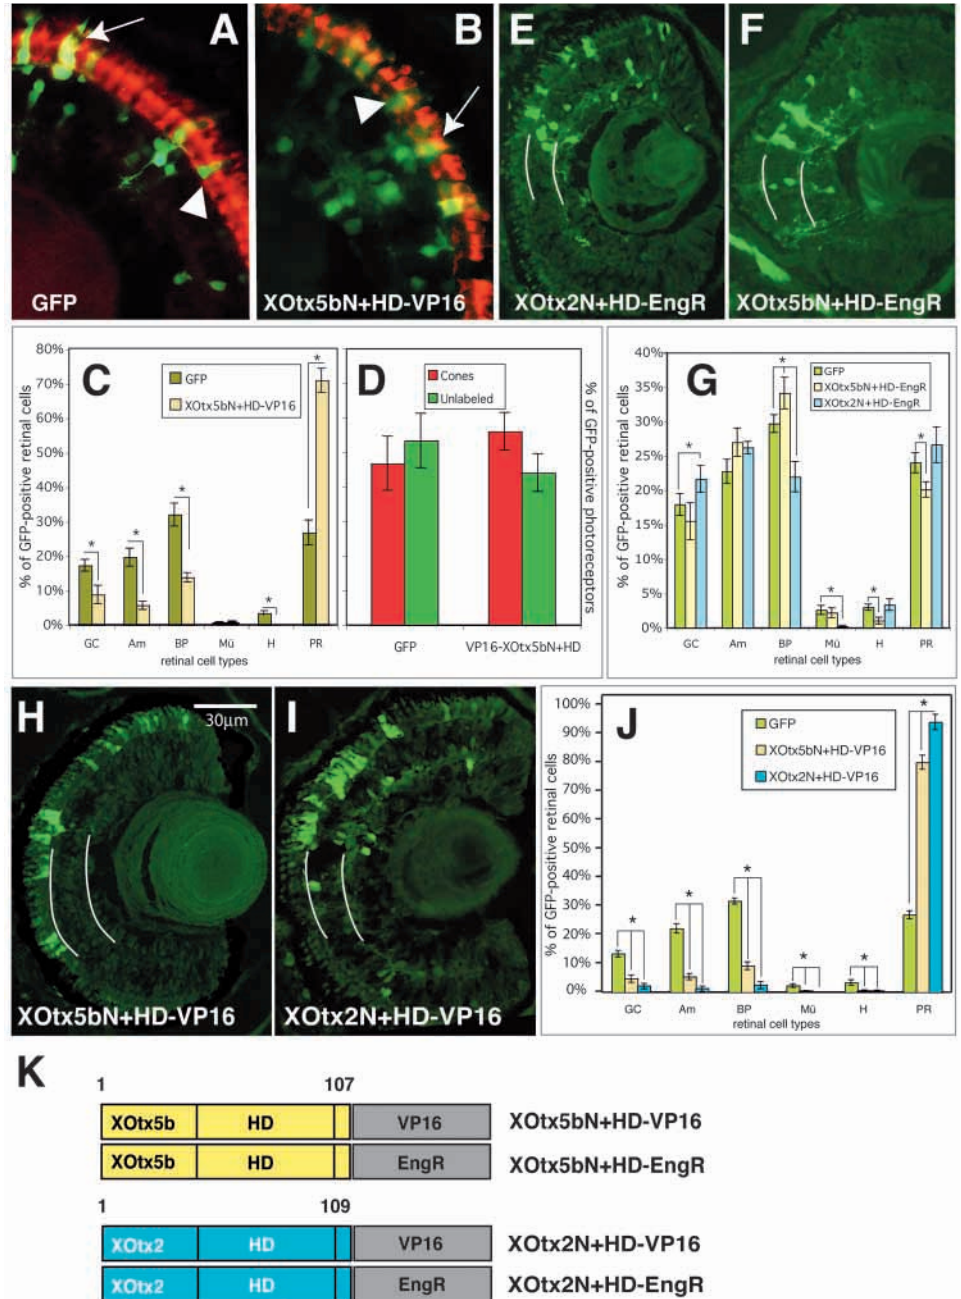 A
GFP
B
XOtx5bN+HD-VP16
E
XOtx2N+HD-EngR
F
XOtx5bN+HD-EngR
C
% of GFP-positive retinal cells
80%
70%
60%
50%
40%
30%
20%
10%
0%
GFP
XOtx5bN+HD-VP16
*
*
*
*
*
GC Am BP Mü H PR
retinal cell types
D
Cones
Unlabeled
% of GFP-positive photoreceptors
GFP VP16-XOtx5bN+HD
G
% of GFP-positive retinal cells
40%
35%
30%
25%
20%
15%
10%
5%
0%
GFP
XOtx5bN+HD-EngR
XOtx2N+HD-EngR
*
*
*
*
*
GC Am BP Mü H PR
retinal cell types
H
30µm
XOtx5bN+HD-VP16
I
XOtx2N+HD-VP16
J
% of GFP-positive retinal cells
100%
90%
80%
70%
60%
50%
40%
30%
20%
10%
0%
GFP
XOtx5bN+HD-VP16
XOtx2N+HD-VP16
*
*
*
*
*
*
GC Am BP Mü H PR
retinal cell types
K
1 107
XOtx5b HD VP16 XOtx5bN+HD-VP16
XOtx5b HD EngR XOtx5bN+HD-EngR
1 109
XOtx2 HD VP16 XOtx2N+HD-VP16
XOtx2 HD EngR XOtx2N+HD-EngR